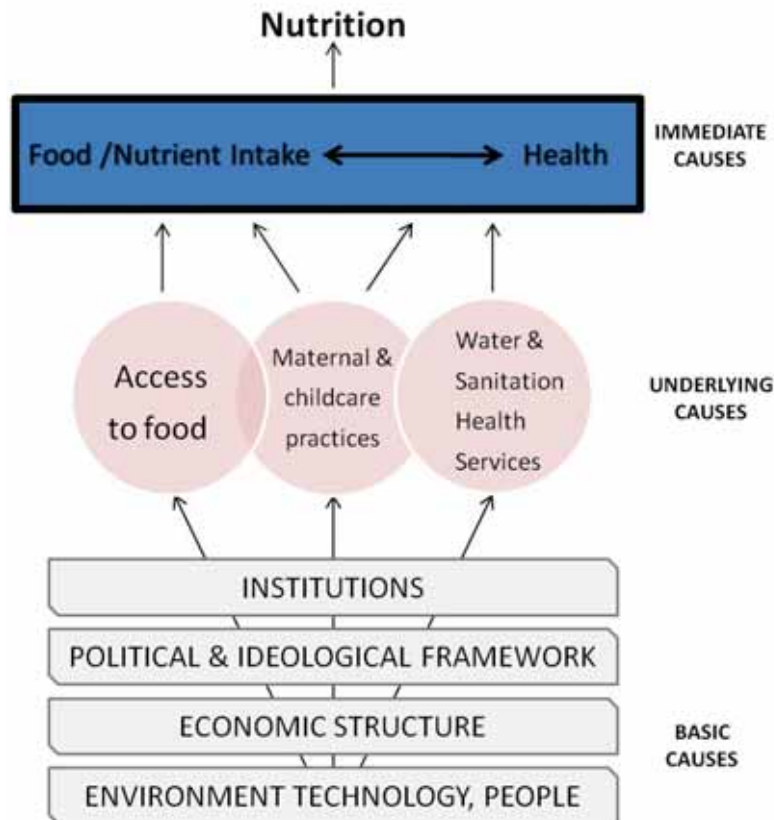 Nutrition
Food /Nutrient Intake
Health
IMMEDIATE
CAUSES
Access
to food
Maternal &
childcare
practices
Water &
Sanitation
Health
Services
UNDERLYING
CAUSES
INSTITUTIONS
POLITICAL & IDEOLOGICAL FRAMEWORK
ECONOMIC STRUCTURE
ENVIRONMENT TECHNOLOGY, PEOPLE
BASIC
CAUSES